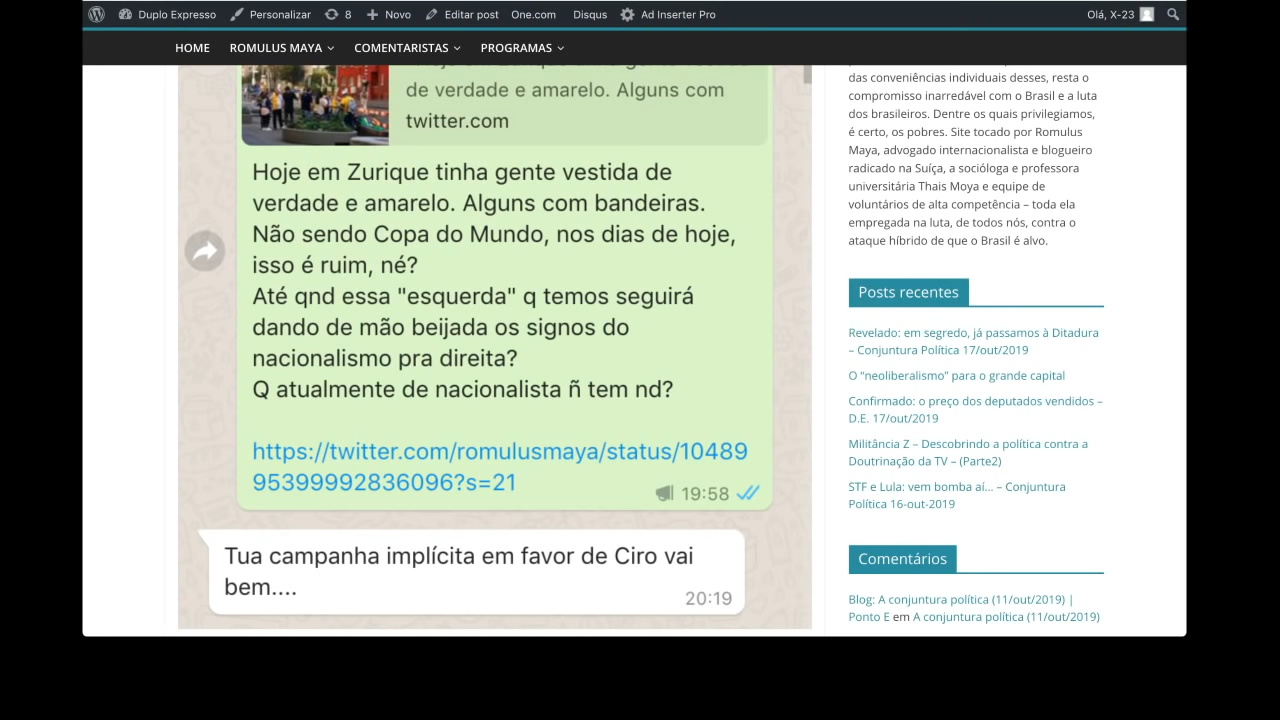 Duplo Expresso Personalizar 8 Novo Editar post One.com Disqus Ad Inserter Pro Olá, X-23
HOME ROMULUS MAYA COMENTARISTAS PROGRAMAS
de verdade e amarelo. Alguns com
twitter.com
Hoje em Zurique tinha gente vestida de
verdade e amarelo. Alguns com bandeiras.
Não sendo Copa do Mundo, nos dias de hoje,
isso é ruim, né?
Até qnd essa "esquerda" q temos seguirá
dando de mão beijada os signos do
nacionalismo pra direita?
Q atualmente de nacionalista ñ tem nd?
https://twitter.com/romulusmaya/status/10489
95399992836096?s=21
19:58
Tua campanha implícita em favor de Ciro vai
bem....
20:19
das conveniências individuais desses, resta o
compromisso inarredável com o Brasil e a luta
dos brasileiros. Dentre os quais privilegiamos,
é certo, os pobres. Site tocado por Romulus
Maya, advogado internacionalista e blogueiro
radicado na Suíça, a socióloga e professora
universitária Thais Moya e equipe de
voluntários de alta competência – toda ela
empregada na luta, de todos nós, contra o
ataque híbrido de que o Brasil é alvo.
Posts recentes
Revelado: em segredo, já passamos à Ditadura
– Conjuntura Política 17/out/2019
O “neoliberalismo” para o grande capital
Confirmado: o preço dos deputados vendidos –
D.E. 17/out/2019
Militância Z – Descobrindo a política contra a
Doutrinação da TV – (Parte2)
STF e Lula: vem bomba aí... – Conjuntura
Política 16-out-2019
Comentários
Blog: A conjuntura política (11/out/2019) |
Ponto E em A conjuntura política (11/out/2019)